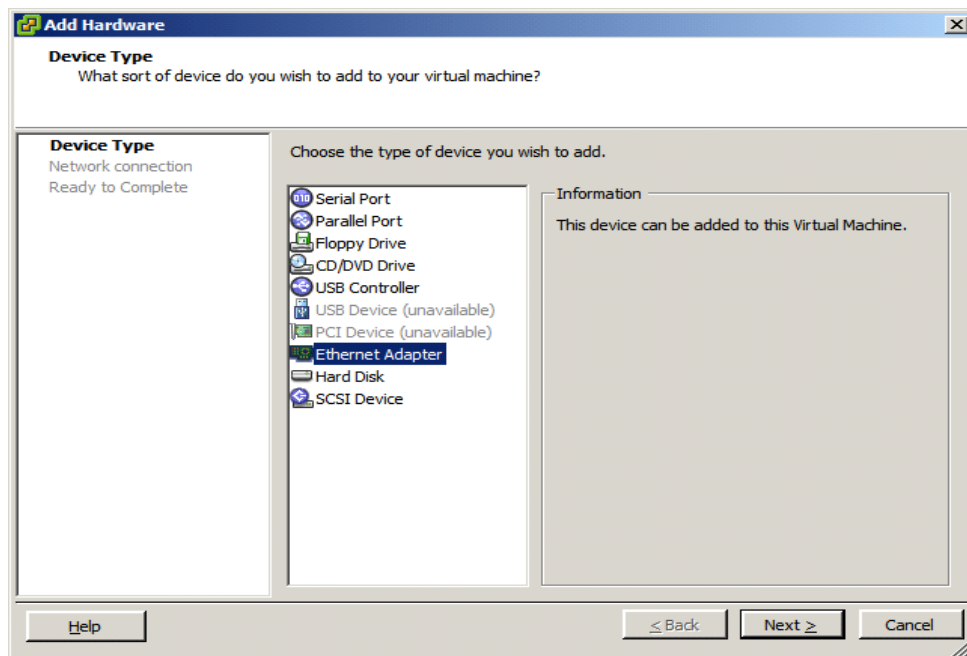 Add Hardware
Device Type
What sort of device do you wish to add to your virtual machine?
Device Type
Network connection
Ready to Complete
Choose the type of device you wish to add.
Serial Port
Parallel Port
Floppy Drive
CD/DVD Drive
USB Controller
USB Device (unavailable)
PCI Device (unavailable)
Ethernet Adapter
Hard Disk
SCSI Device
Information
This device can be added to this Virtual Machine.
Help
< Back
Next >
Cancel